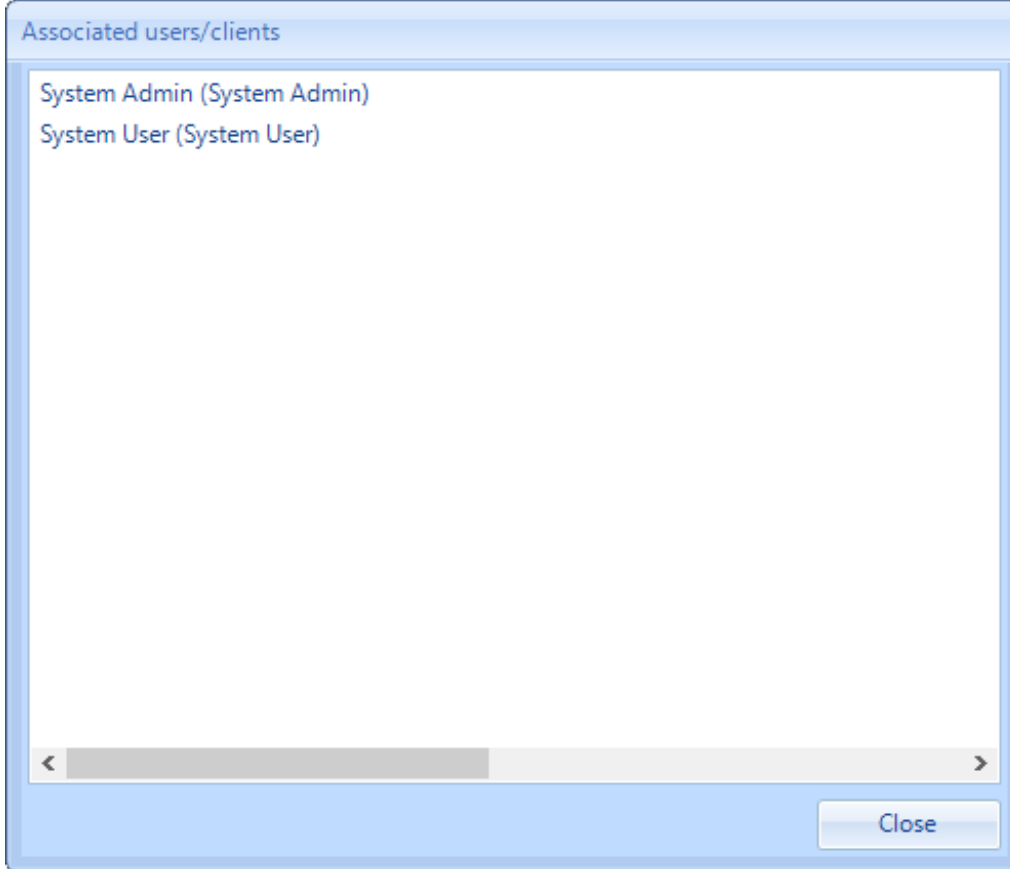 Associated users/clients
System Admin (System Admin)
System User (System User)
Close